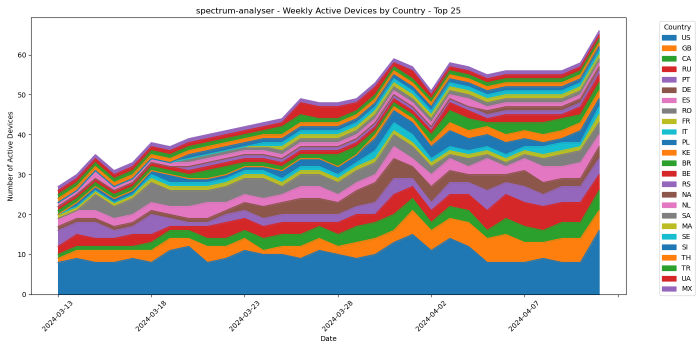 spectrum-analyser - Weekly Active Devices by Country - Top 25
Number of Active Devices
60
50
40
30
20
10
0
2024-03-13
2024-03-18
2024-03-23
2024-03-28
2024-04-02
2024-04-07
Date
Country
US
GB
CA
RU
PT
DE
ES
RO
FR
IT
PL
KE
BR
BE
RS
NA
NL
SA
MA
SE
SI
TH
TR
UA
MX